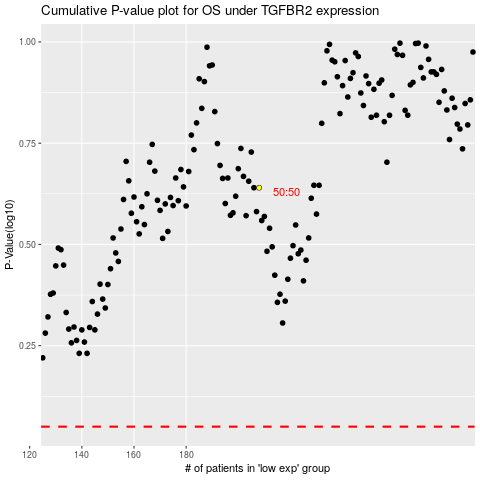 Cumulative P-value plot for OS under TGFBR2 expression
1.00
0.75
0.50
0.25
P-Value(log10)
50:50
120 140 160 180
# of patients in 'low exp' group